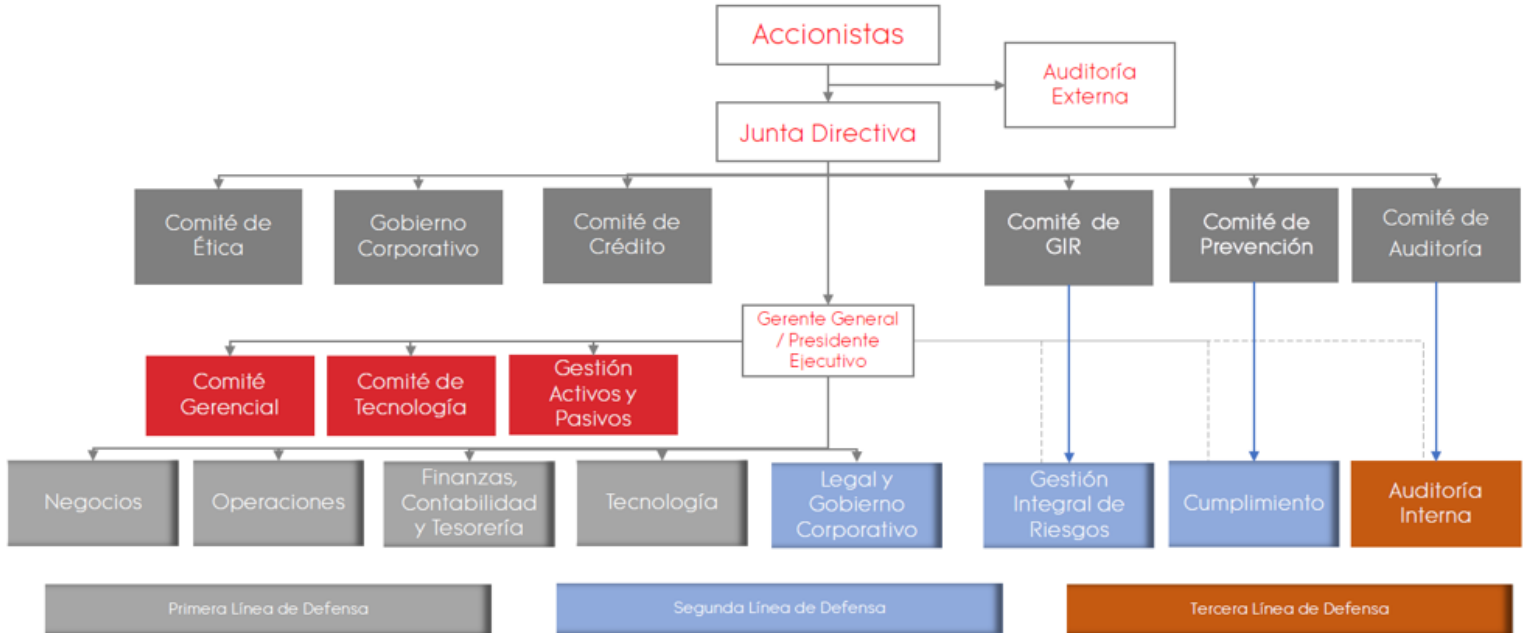 Accionistas
Auditoría
Externa
Junta Directiva
Comité de
Ética
Gobierno
Corporativo
Comité de
Crédito
Comité de
GIR
Comité de
Prevención
Comité de
Auditoría
Gerente General
/ Presidente
Ejecutivo
Comité
Gerencial
Comité de
Tecnología
Gestión
Activos y
Pasivos
Negocios
Operaciones
Finanzas,
Contabilidad
y Tesorería
Tecnología
Legal y
Gobierno
Corporativo
Gestión
Integral de
Riesgos
Cumplimiento
Auditoría
Interna
Primera Línea de Defensa
Segunda Línea de Defensa
Tercera Línea de Defensa